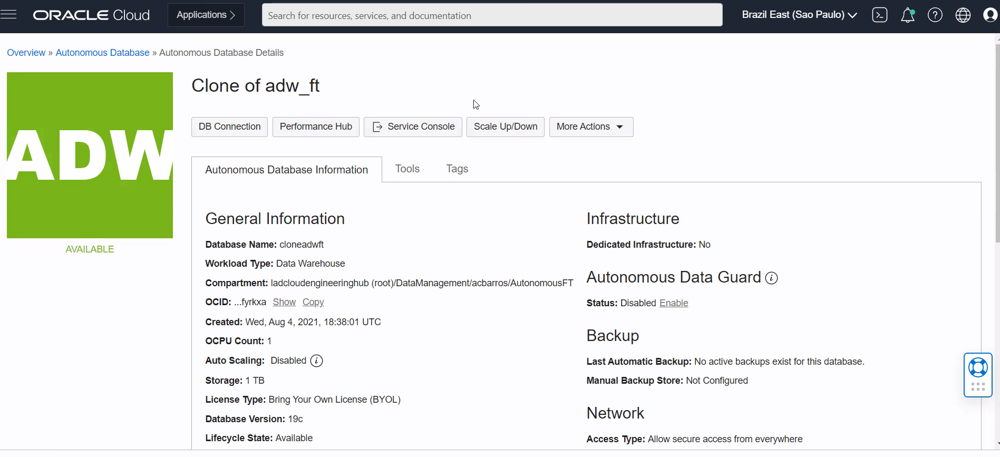 ORACLE Cloud
Applications
Search for resources, services, and documentation
Brazil East (Sao Paulo)
Overview » Autonomous Database » Autonomous Database Details
ADW
AVAILABLE
Clone of adw_ft
DB Connection
Performance Hub
Service Console
Scale Up/Down
More Actions
Autonomous Database Information
Tools
Tags
General Information
Database Name: cloneadwft
Workload Type: Data Warehouse
Compartment: ladcloudengineeringhub (root)/DataManagement/acbarros/AutonomousFT
OCID: ...fyrkxa Show Copy
Created: Wed, Aug 4, 2021, 18:38:01 UTC
OCPU Count: 1
Auto Scaling: Disabled
Storage: 1 TB
License Type: Bring Your Own License (BYOL)
Database Version: 19c
Lifecycle State: Available
Infrastructure
Dedicated Infrastructure: No
Autonomous Data Guard
Status: Disabled Enable
Backup
Last Automatic Backup: No active backups exist for this database.
Manual Backup Store: Not Configured
Network
Access Type: Allow secure access from everywhere